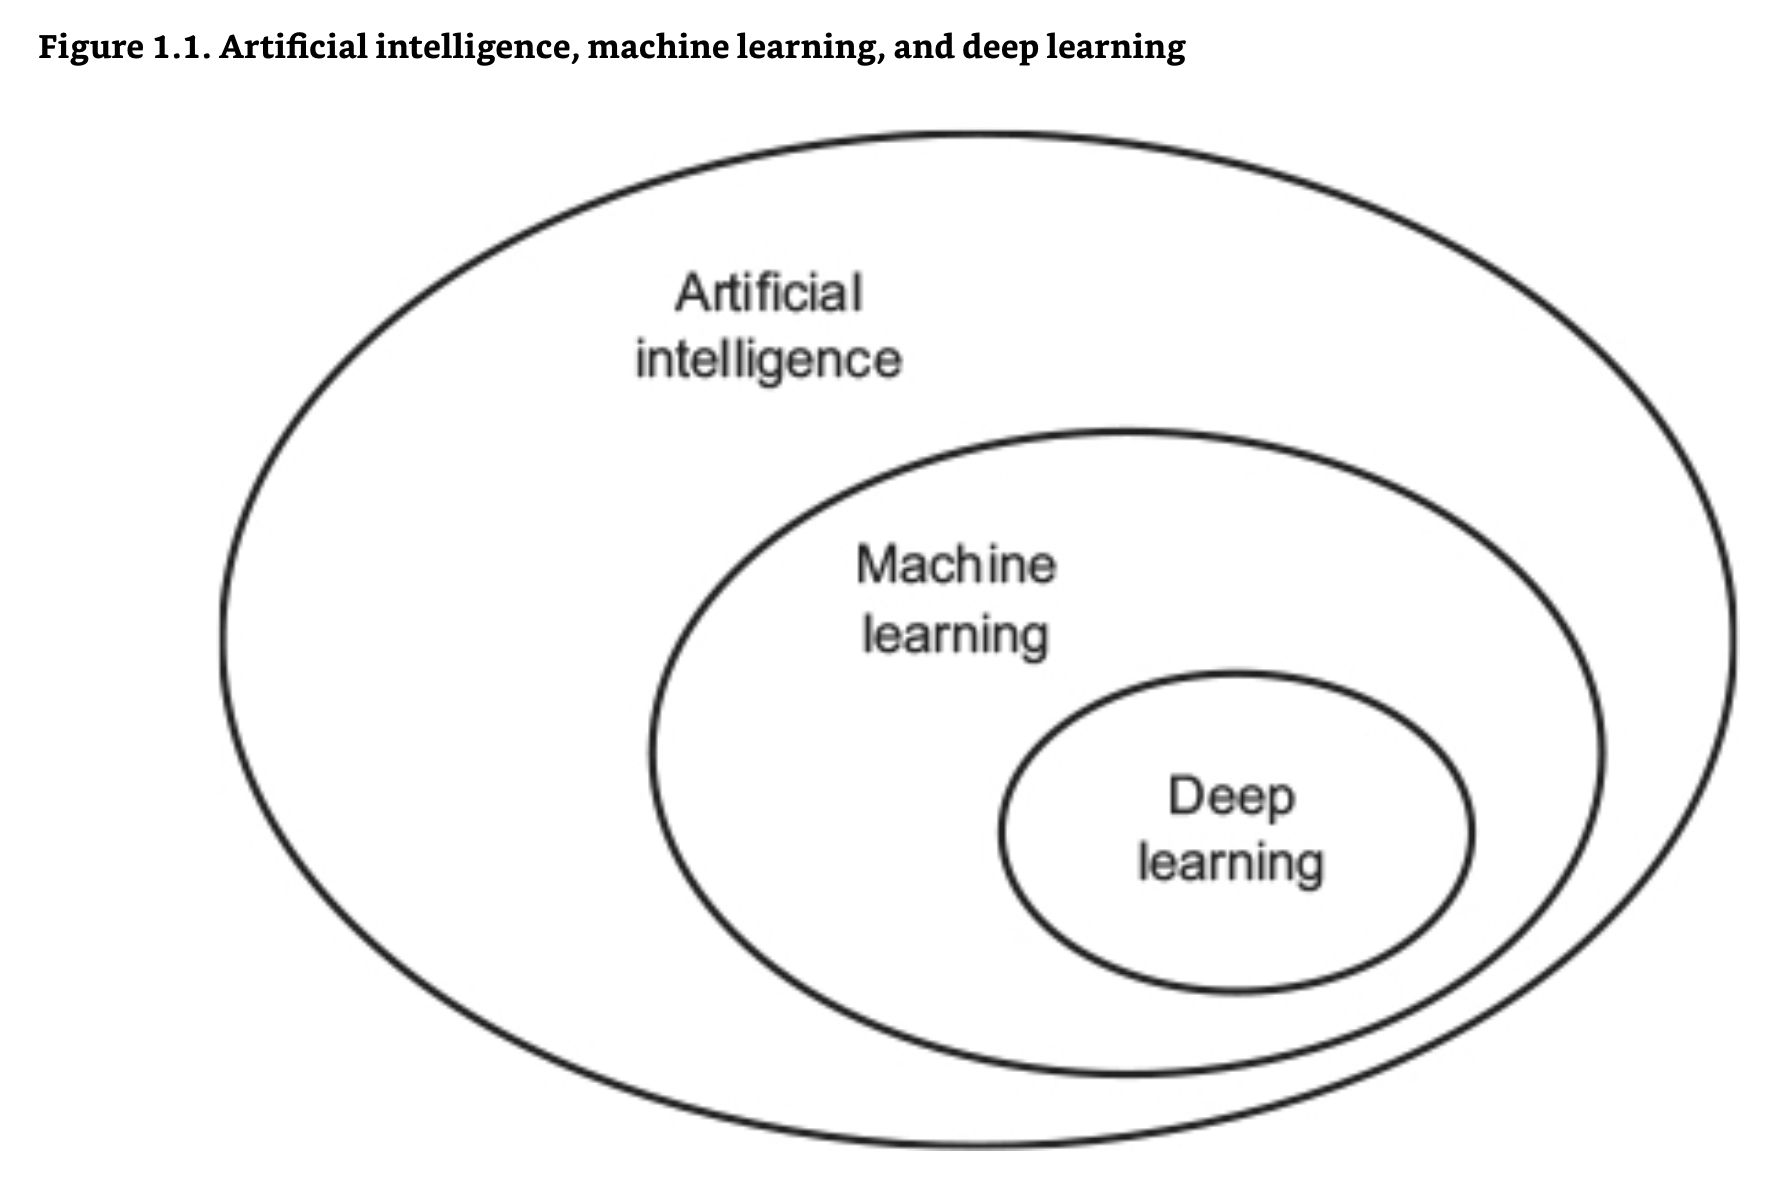 Figure 1.1. Artificial intelligence, machine learning, and deep learning
Artificial
intelligence
Machine
learning
Deep
learning